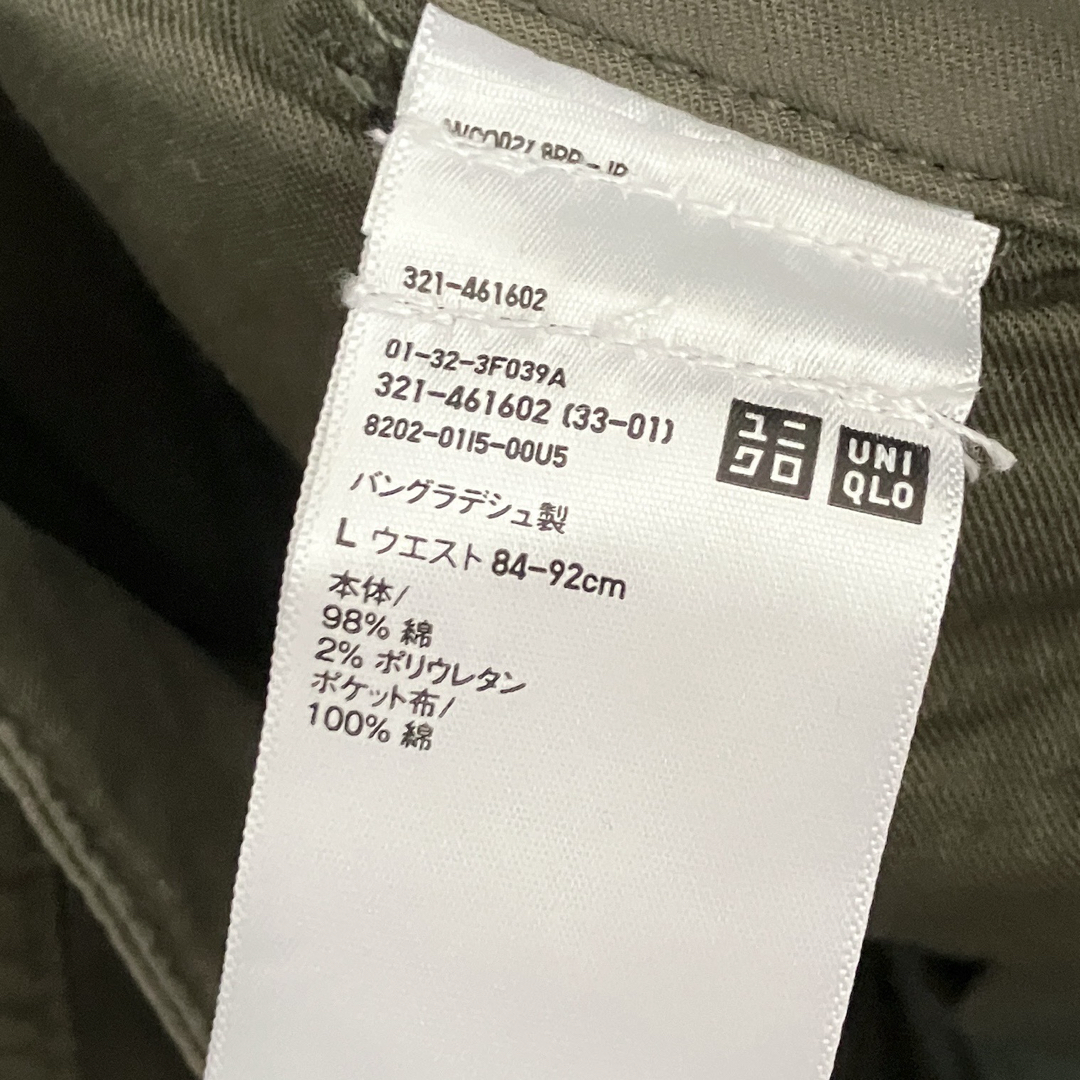 321-461602
01-32-3F039A
321-461602 (33-01)
8202-01I5-00U5
ユニ
クロ
UNI
QLO
バングラデシュ製
L ウエスト 84-92cm
本体/
98% 綿
2% ポリウレタン
ポケット布/
100% 綿